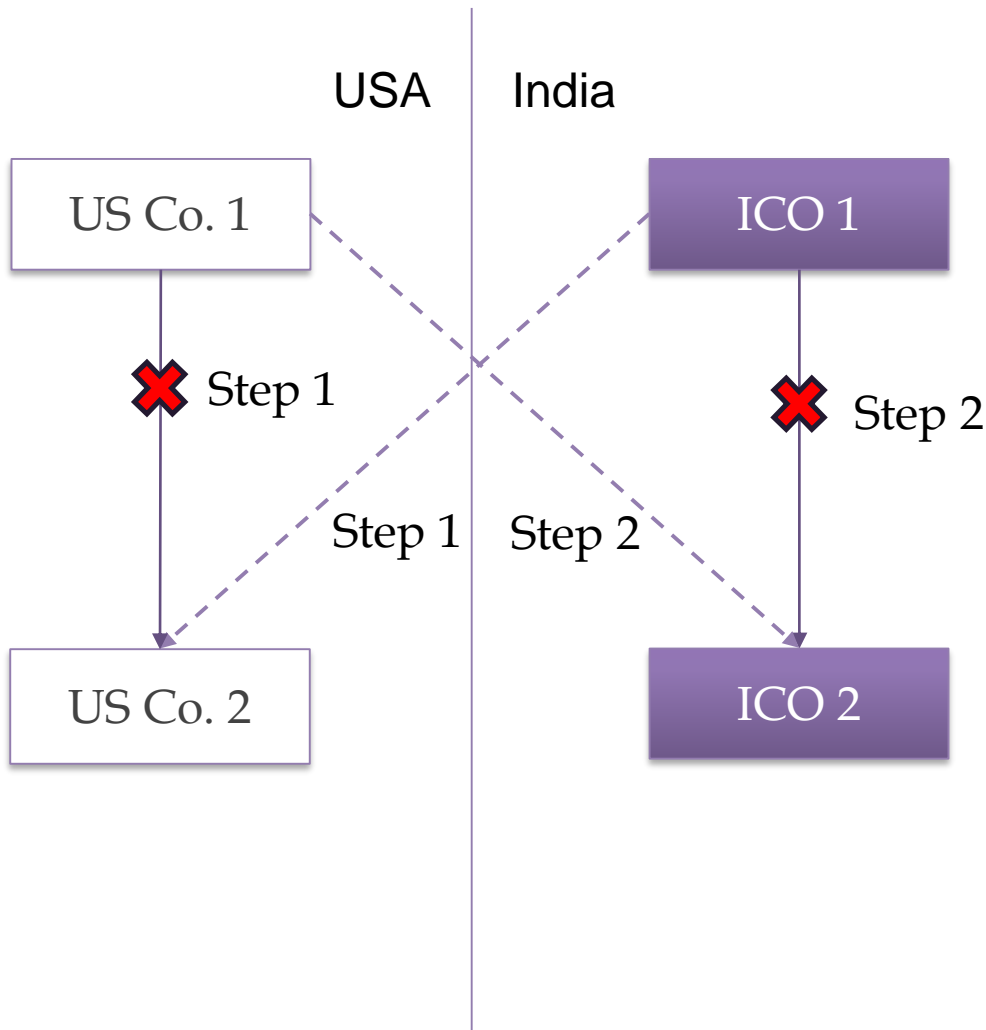 USA
India
US Co. 1
ICO 1
Step 1
Step 2
Step 1
Step 2
US Co. 2
ICO 2